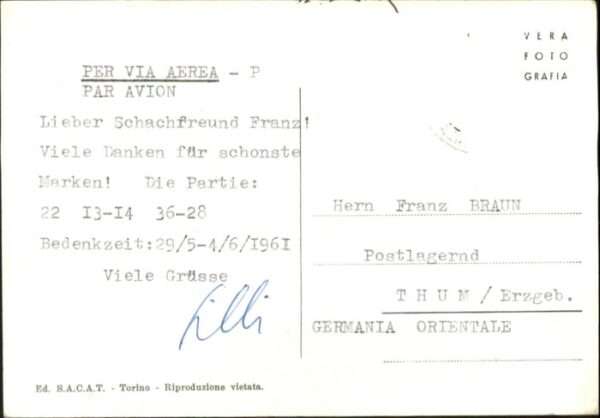 VERA
FOTO
GRAFIA
PER VIA AEREA - P
PAR AVION
Lieber Schachfreund Franz!
Viele Danken für schonste
Marken! Die Partie:
22 I3-I4 36-28
Bedenkzeit:29/5-4/6/I96I
Viele Grüsse
Lilli
Hern Franz BRAUN
Postlagernd
THUM / Erzgeb.
GERMANIA ORIENTALE
Ed. S.A.C.A.T. - Torino - Riproduzione vietata.